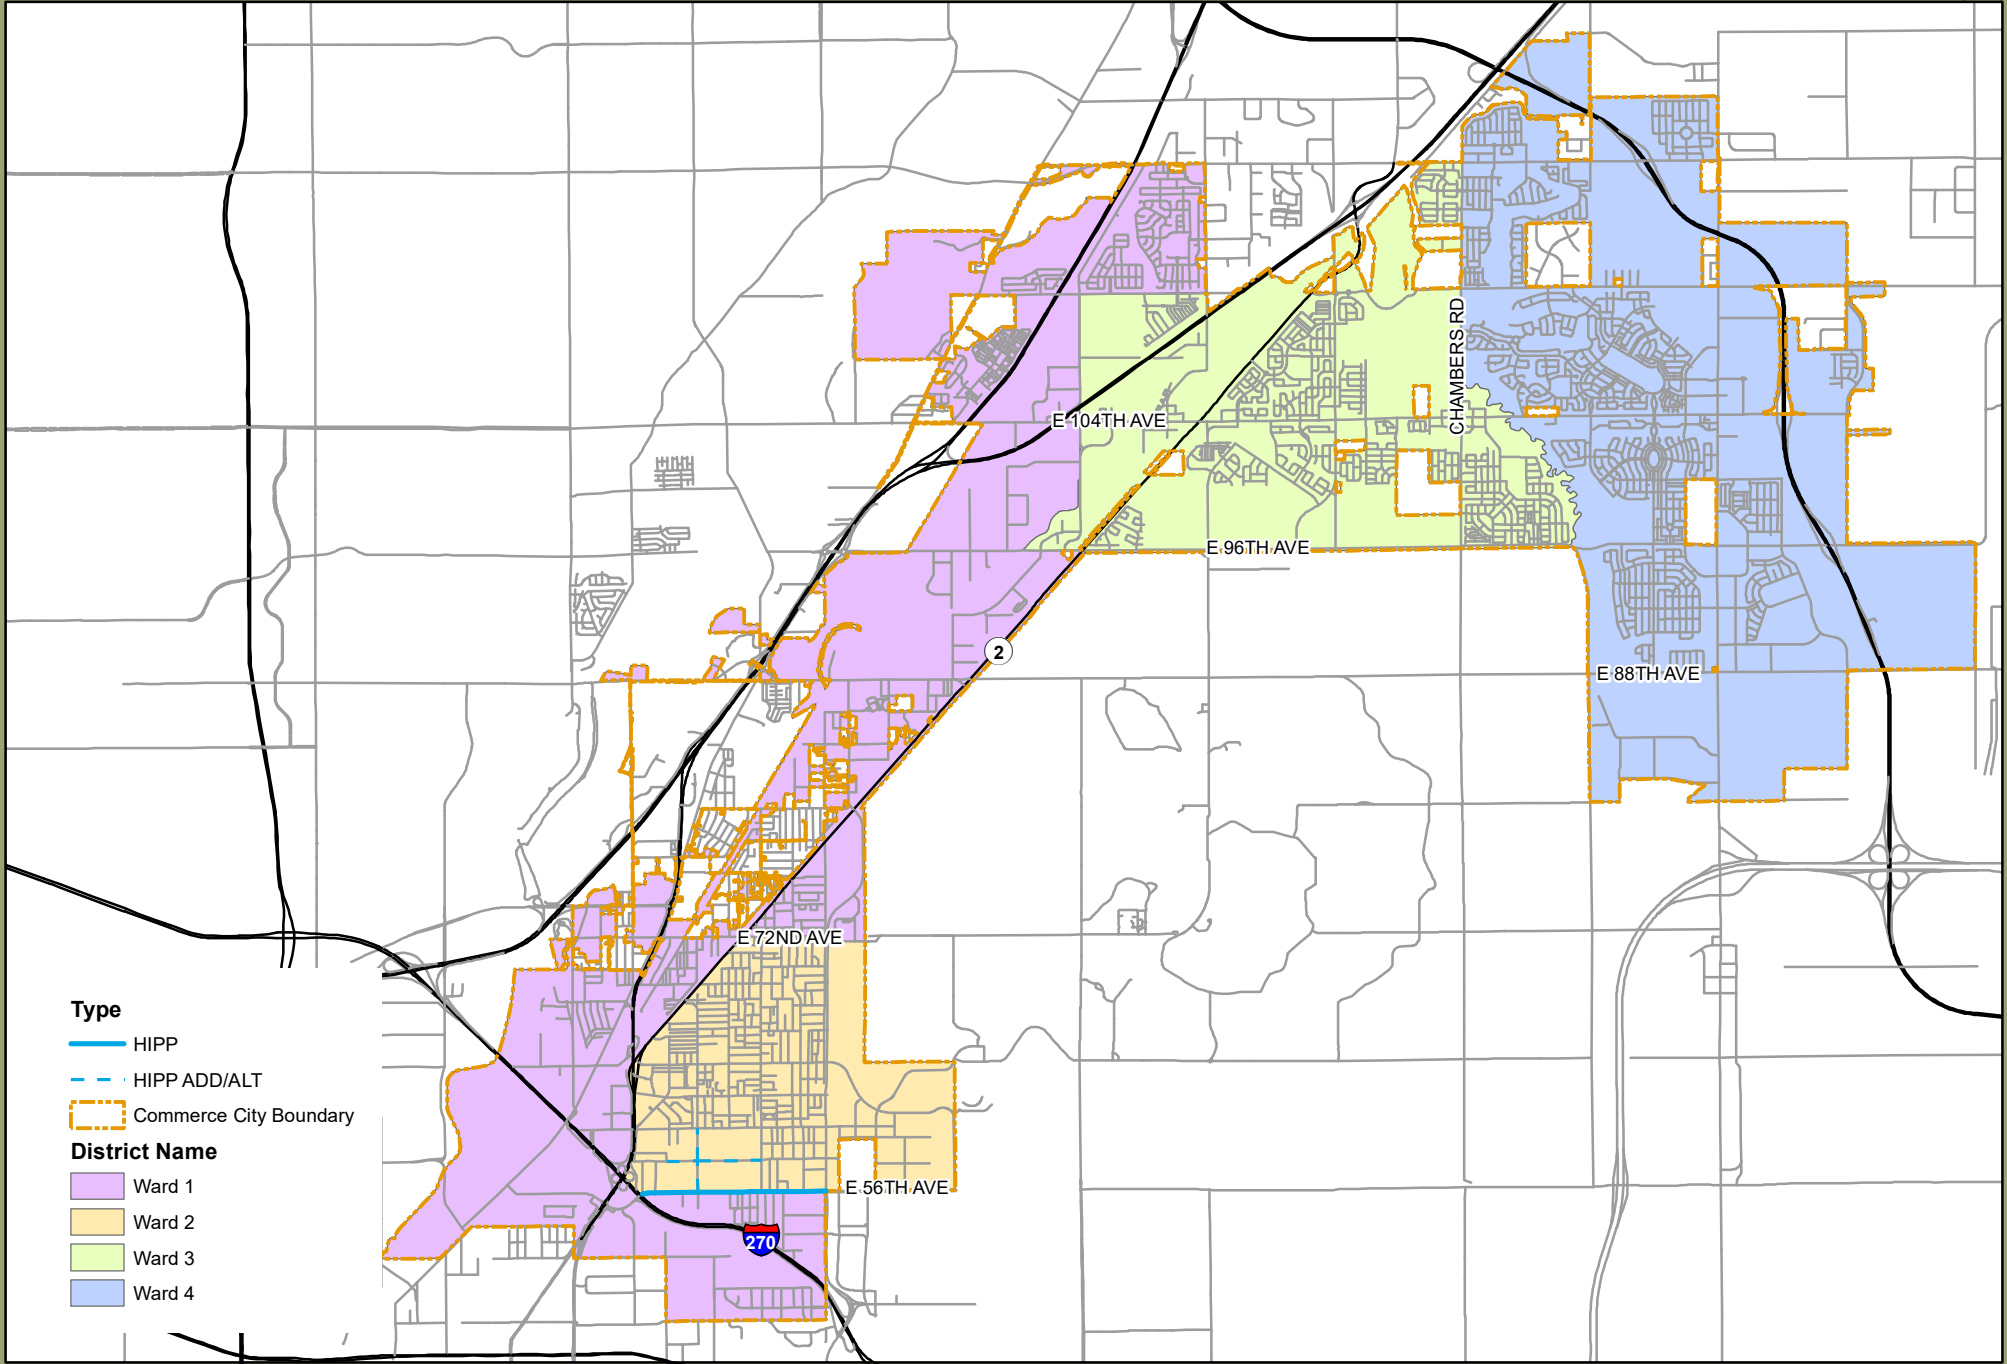 CHAMBERS RD
E 104TH AVE
E 96TH AVE
2
E 88TH AVE
E 72ND AVE
E 56TH AVE
270
Type
HIPP
HIPP ADD/ALT
Commerce City Boundary
District Name
Ward 1
Ward 2
Ward 3
Ward 4